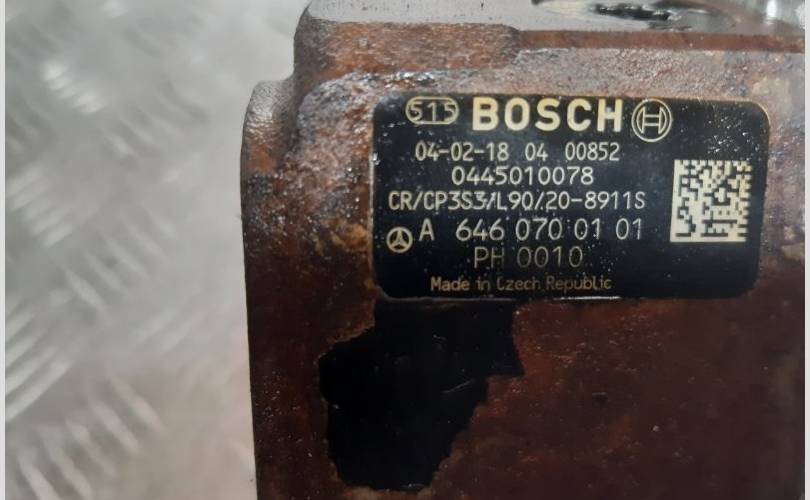 515 BOSCH
04-02-18 04 00852
0445010078
CR/CP3S3/L90/20-8911S
A 646 070 01 01
PH 0010
Made in Czech Republic